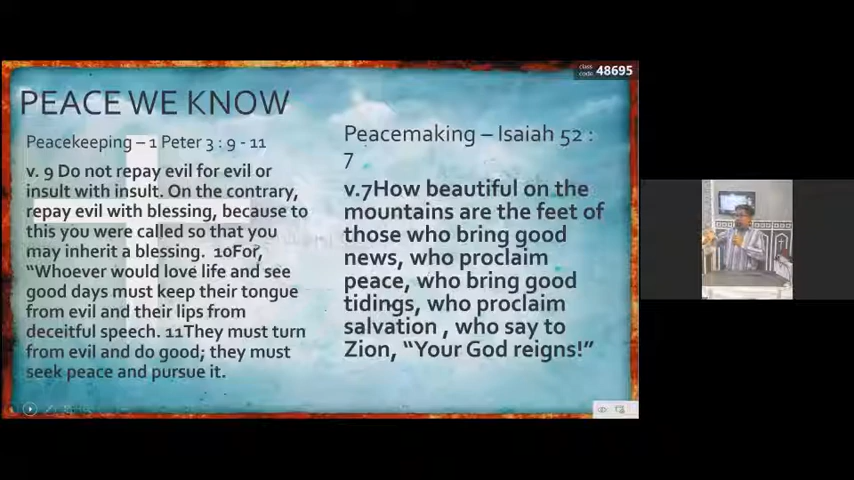 class code: 48695
PEACE WE KNOW
Peacekeeping – 1 Peter 3 : 9 - 11
v. 9 Do not repay evil for evil or
insult with insult. On the contrary,
repay evil with blessing, because to
this you were called so that you
may inherit a blessing. 10For,
“Whoever would love life and see
good days must keep their tongue
from evil and their lips from
deceitful speech. 11They must turn
from evil and do good; they must
seek peace and pursue it.
Peacemaking – Isaiah 52 :
7
v.7How beautiful on the
mountains are the feet of
those who bring good
news, who proclaim
peace, who bring good
tidings, who proclaim
salvation , who say to
Zion, “Your God reigns!”